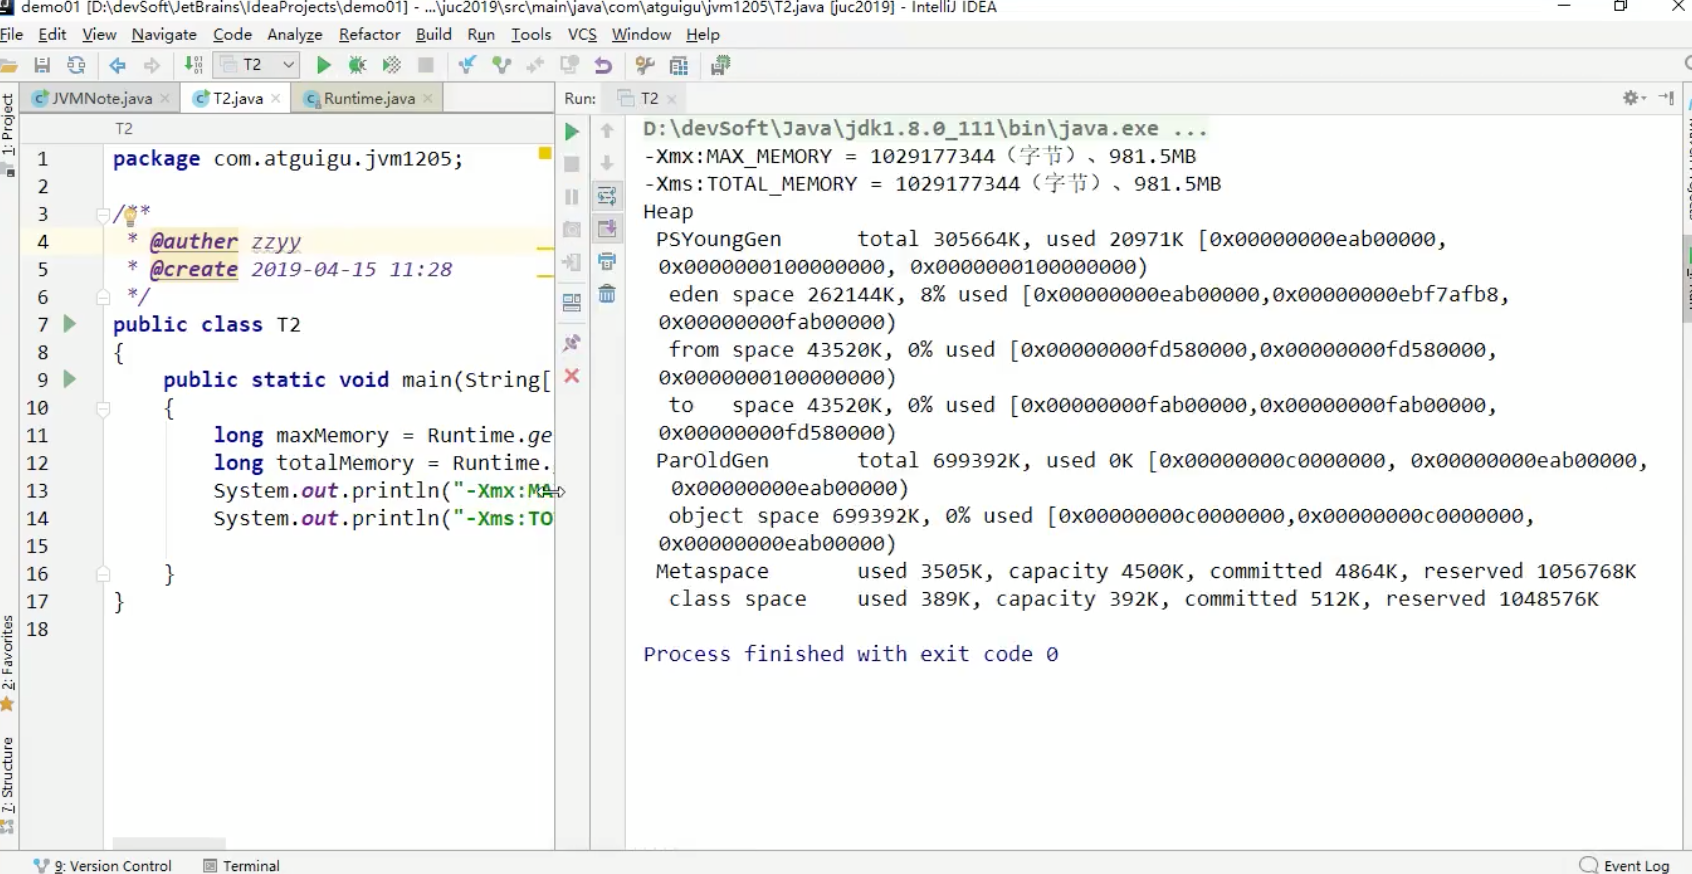 demo01 [D:\devSoft\JetBrains\IdeaProjects\demo01] - ...\juc2019\src\main\java\com\atguigu\jvm1205\T2.java [juc2019] - IntelliJ IDEA
File Edit View Navigate Code Analyze Refactor Build Run Tools VCS Window Help
T2
JVMNote.java T2.java Runtime.java
Run: T2
1: Project
2: Favorites
7: Structure
T2
1 package com.atguigu.jvm1205;
2
3 /**
4 * @auther zzyy
5 * @create 2019-04-15 11:28
6 */
7 public class T2
8 {
9 public static void main(String[
10 {
11 long maxMemory = Runtime.ge
12 long totalMemory = Runtime.
13 System.out.println("-Xmx:MA
14 System.out.println("-Xms:TO
15
16 }
17 }
18
D:\devSoft\Java\jdk1.8.0_111\bin\java.exe ...
-Xmx:MAX_MEMORY = 1029177344（字节）、981.5MB
-Xms:TOTAL_MEMORY = 1029177344（字节）、981.5MB
Heap
PSYoungGen total 305664K, used 20971K [0x00000000eab00000,
0x0000000100000000, 0x0000000100000000)
eden space 262144K, 8% used [0x00000000eab00000,0x00000000ebf7afb8,
0x00000000fab00000)
from space 43520K, 0% used [0x00000000fd580000,0x00000000fd580000,
0x0000000100000000)
to space 43520K, 0% used [0x00000000fab00000,0x00000000fab00000,
0x00000000fd580000)
ParOldGen total 699392K, used 0K [0x00000000c0000000, 0x00000000eab00000,
0x00000000eab00000)
object space 699392K, 0% used [0x00000000c0000000,0x00000000c0000000,
0x00000000eab00000)
Metaspace used 3505K, capacity 4500K, committed 4864K, reserved 1056768K
class space used 389K, capacity 392K, committed 512K, reserved 1048576K
Process finished with exit code 0
9: Version Control Terminal
Event Log